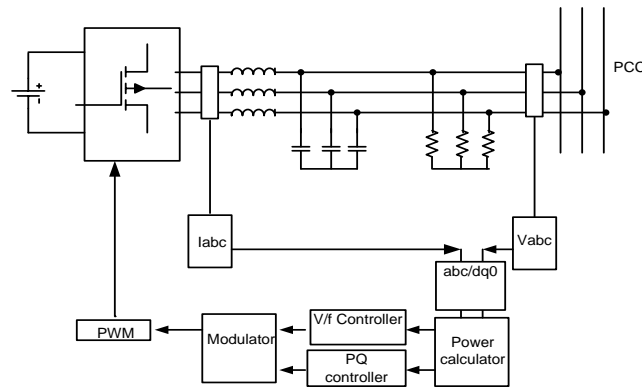 PCC
Iabc
Vabc
abc/dq0
V/f Controller
PWM
Modulator
Power
calculator
PQ
controller